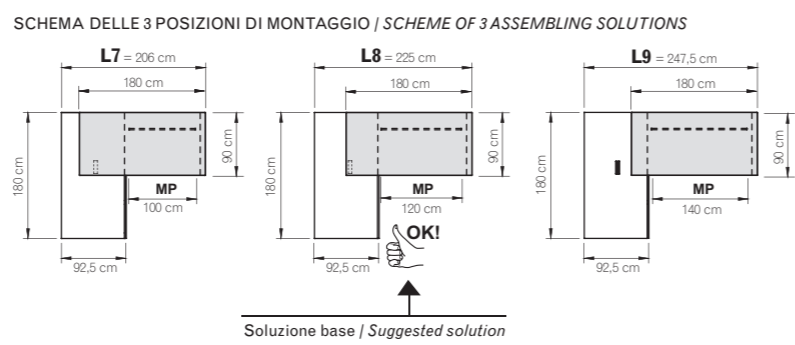 SCHEMA DELLE 3 POSIZIONI DI MONTAGGIO / SCHEME OF 3 ASSEMBLING SOLUTIONS
L7 = 206 cm
180 cm
180 cm
90 cm
MP
100 cm
92,5 cm
L8 = 225 cm
180 cm
180 cm
90 cm
MP
120 cm
OK!
92,5 cm
L9 = 247,5 cm
180 cm
180 cm
90 cm
MP
140 cm
92,5 cm
Soluzione base / Suggested solution